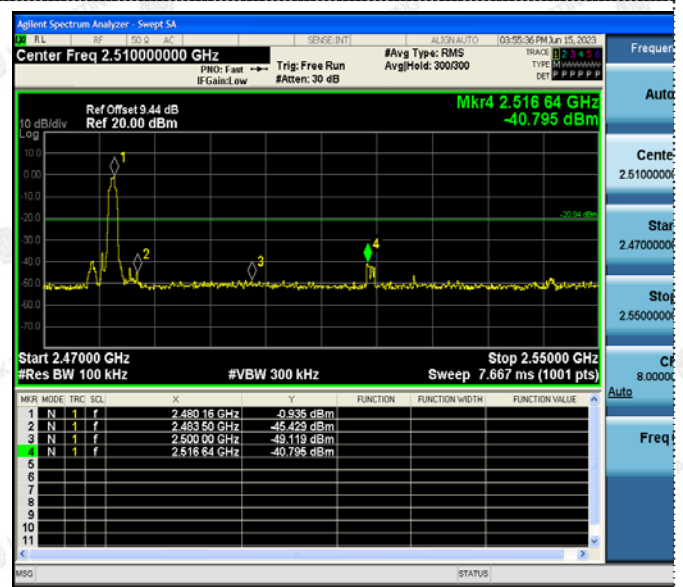 Agilent Spectrum Analyzer - Swept SA
RL RF 50 Ω AC SENSE:INT ALIGNAUTO 03:55:36 PM Jun 15, 2023
Center Freq 2.510000000 GHz #Avg Type: RMS TRACE 1 2 3 4 5 6
PNO: Fast Trig: Free Run Avg|Hold: 300/300 TYPE M
IFGain:Low #Atten: 30 dB DET P P P P P P
Frequen
Ref Offset 9.44 dB Mkr4 2.516 64 GHz
10 dB/div Ref 20.00 dBm -40.795 dBm
Log
10.0
0.00
-10.0
-20.0
-30.0
-40.0
-50.0
-60.0
-70.0
1
2
3
4
-20.94 dBm
Start 2.47000 GHz Stop 2.55000 GHz
#Res BW 100 kHz #VBW 300 kHz Sweep 7.667 ms (1001 pts)
MKR MODE TRC SCL X Y FUNCTION FUNCTION WIDTH FUNCTION VALUE
1 N 1 f 2.480 16 GHz -0.935 dBm
2 N 1 f 2.483 50 GHz -45.429 dBm
3 N 1 f 2.500 00 GHz -49.119 dBm
4 N 1 f 2.516 64 GHz -40.795 dBm
5
6
7
8
9
10
11
MSG STATUS
Auto
Cente
2.5100000
Star
2.4700000
Stop
2.5500000
CF
8.00000
Auto
Freq